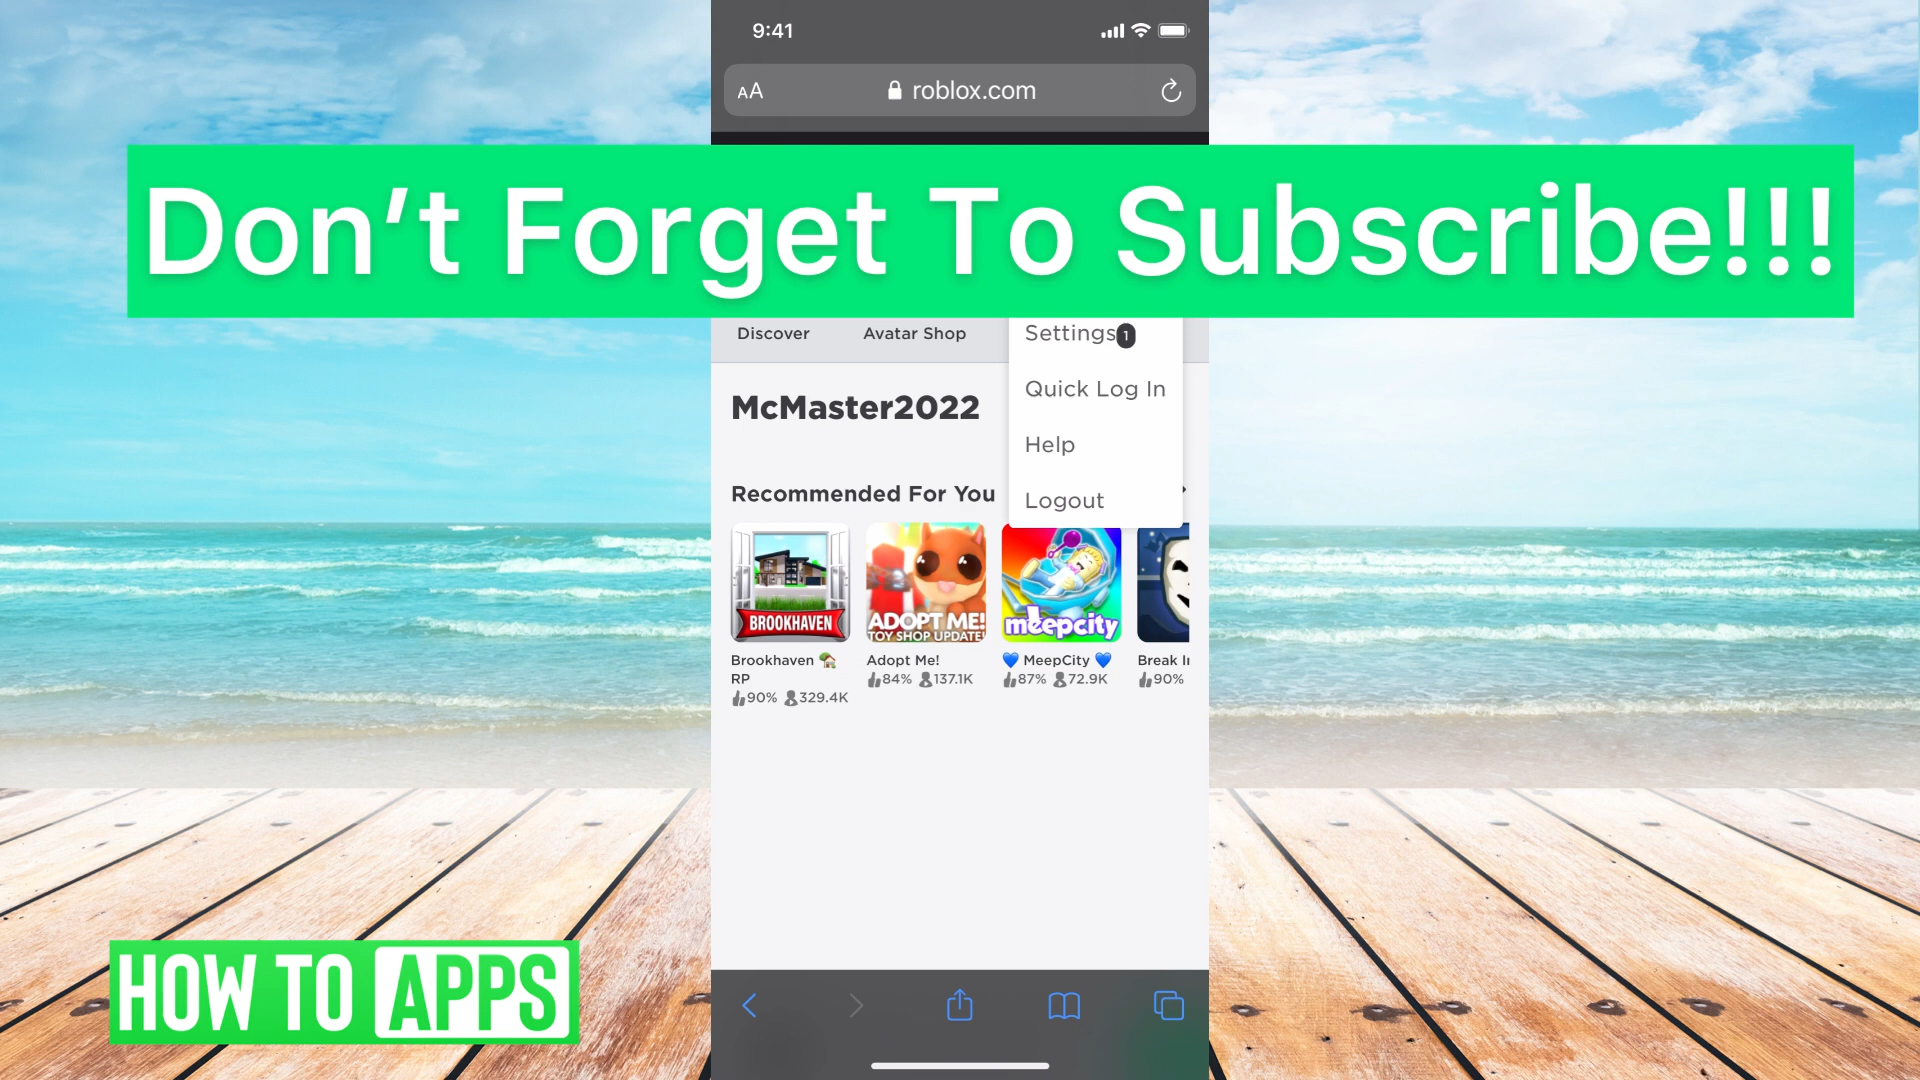 9:41
AA
roblox.com
Don't Forget To Subscribe!!!
Discover
Avatar Shop
Settings
1
Quick Log In
McMaster2022
Help
Recommended For You
Logout
BROOKHAVEN
ADOPT ME!
TOY SHOP UPDATE!
meepcity
Brookhaven
RP
90% 329.4K
Adopt Me!
84% 137.1K
MeepCity
87% 72.9K
Break In
90%
HOW TO APPS